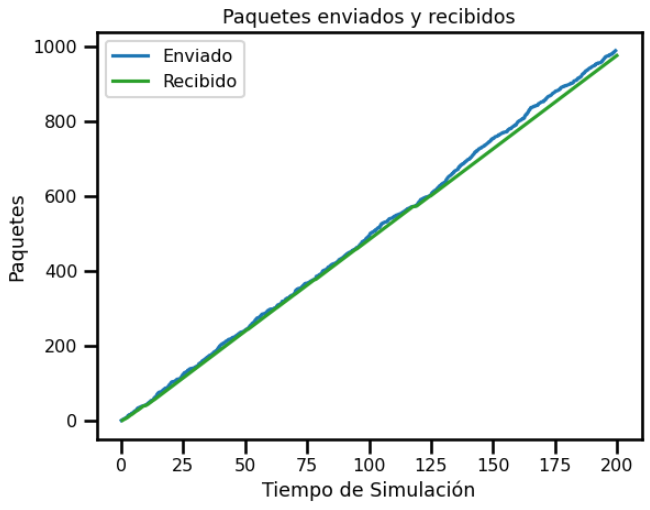 Paquetes enviados y recibidos
Enviado
Recibido
1000
800
600
400
200
0
Paquetes
0 25 50 75 100 125 150 175 200
Tiempo de Simulación